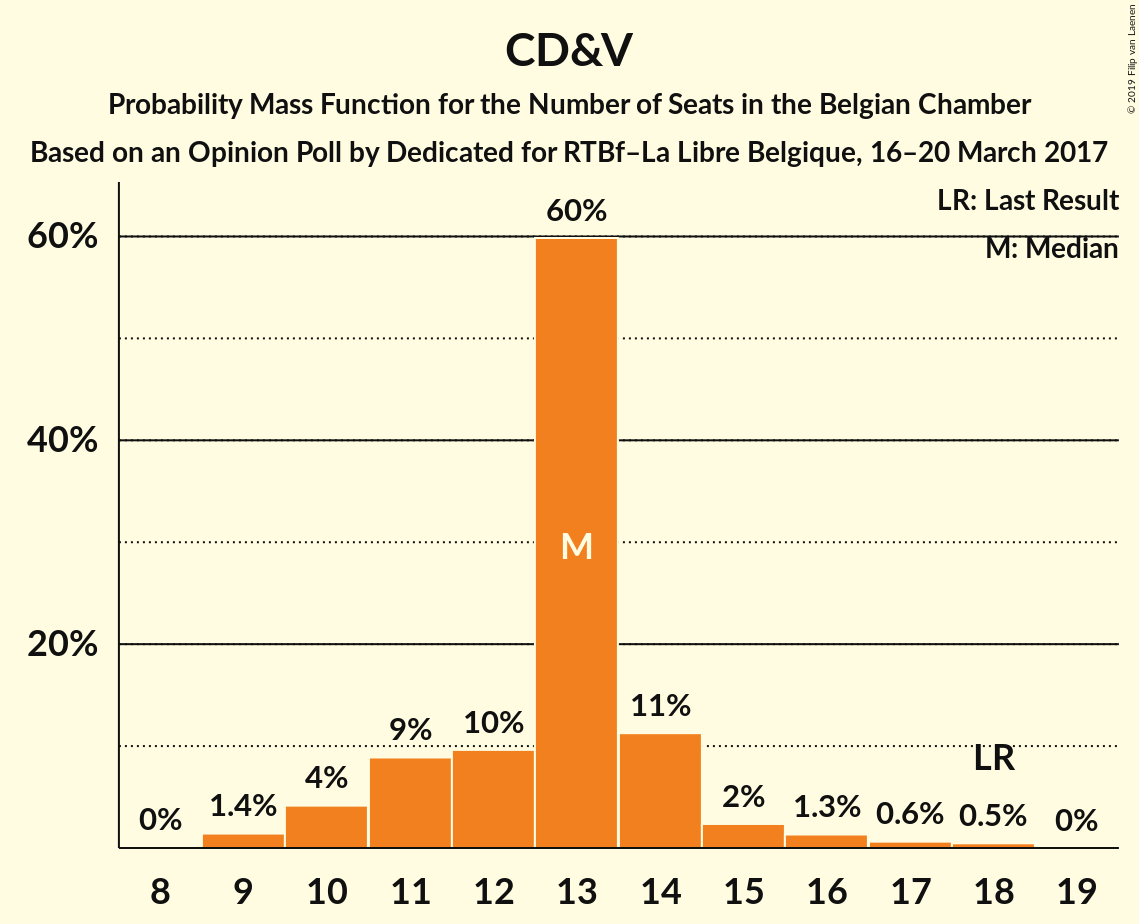 CD&V
Probability Mass Function for the Number of Seats in the Belgian Chamber
Based on an Opinion Poll by Dedicated for RTBf–La Libre Belgique, 16–20 March 2017
© 2019 Filip van Laenen
LR: Last Result
M: Median
60%
40%
20%
0%
1.4%
4%
9%
10%
60%
11%
2%
1.3%
0.6%
0.5%
0%
M
LR
8 9 10 11 12 13 14 15 16 17 18 19